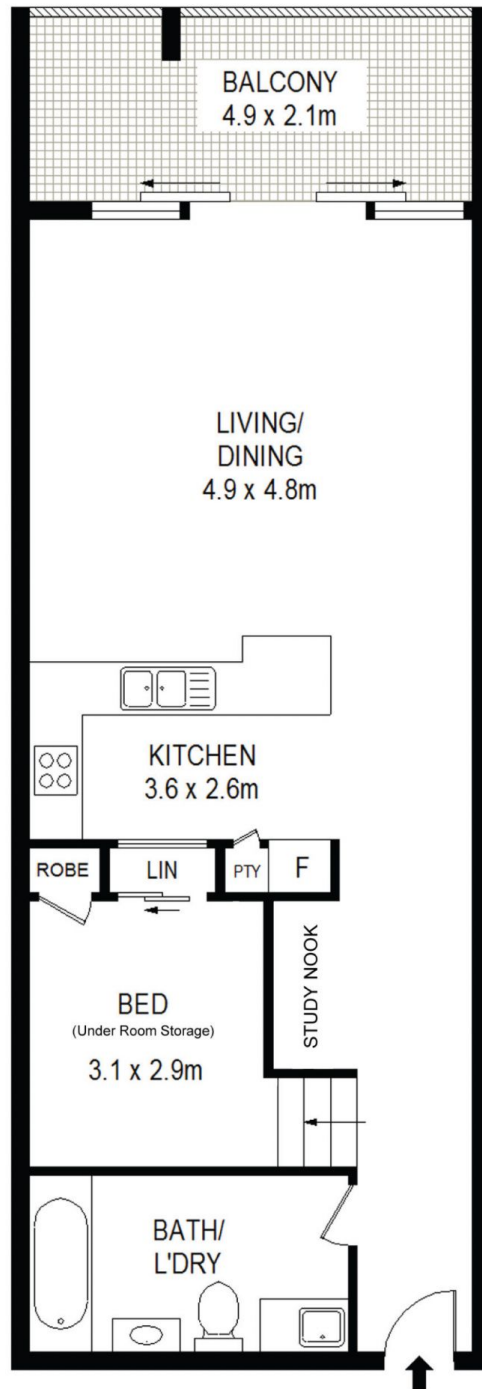 BALCONY
4.9 x 2.1m
LIVING/
DINING
4.9 x 4.8m
KITCHEN
3.6 x 2.6m
ROBE
LIN
PTY
F
STUDY NOOK
BED
(Under Room Storage)
3.1 x 2.9m
BATH/
L'DRY